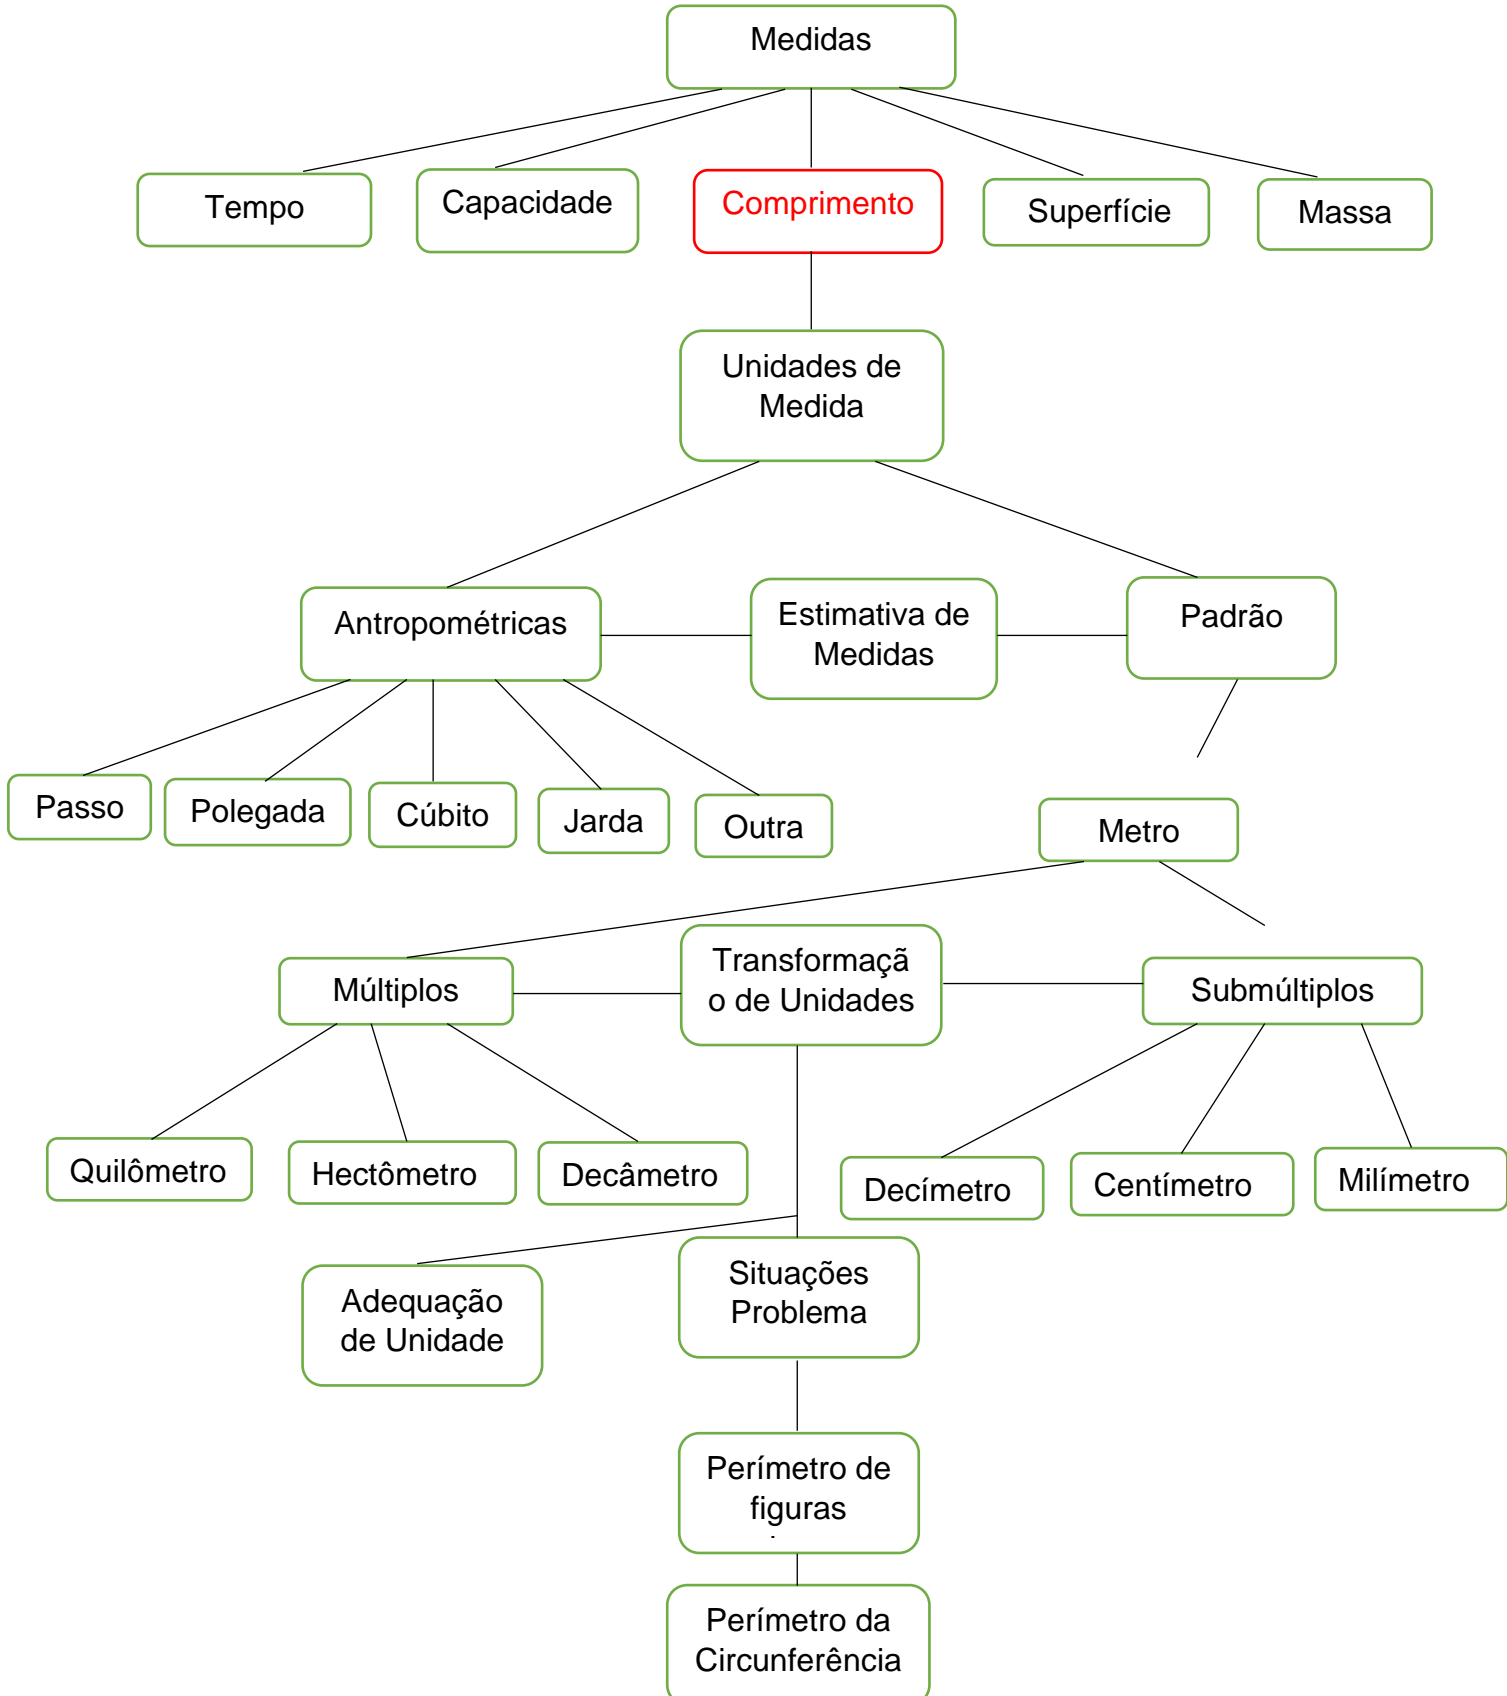 Medidas
Tempo
Capacidade
Comprimento
Superfície
Massa
Unidades de
Medida
Antropométricas
Estimativa de
Medidas
Padrão
Passo
Polegada
Cúbito
Jarda
Outra
Metro
Múltiplos
Transformaçã
o de Unidades
Submúltiplos
Quilômetro
Hectômetro
Decâmetro
Decímetro
Centímetro
Milímetro
Adequação
de Unidade
Situações
Problema
Perímetro de
figuras
Perímetro da
Circunferência